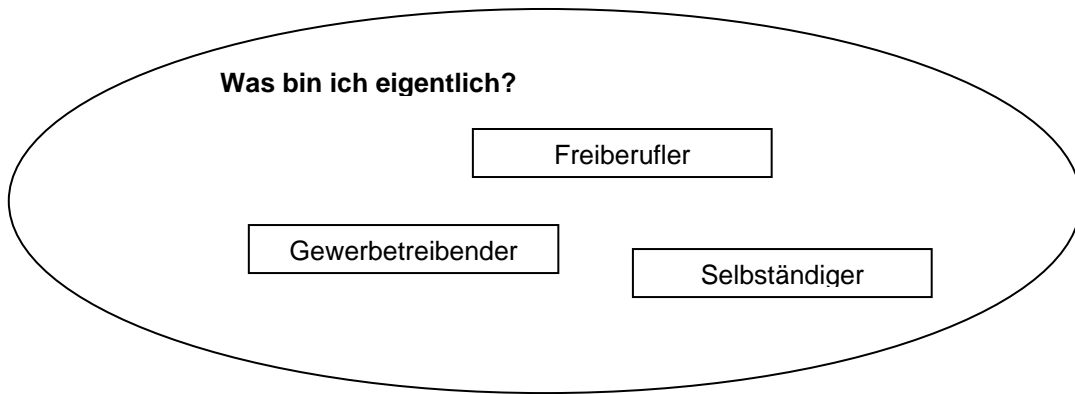 Was bin ich eigentlich?
Freiberufler
Gewerbetreibender
Selbständiger